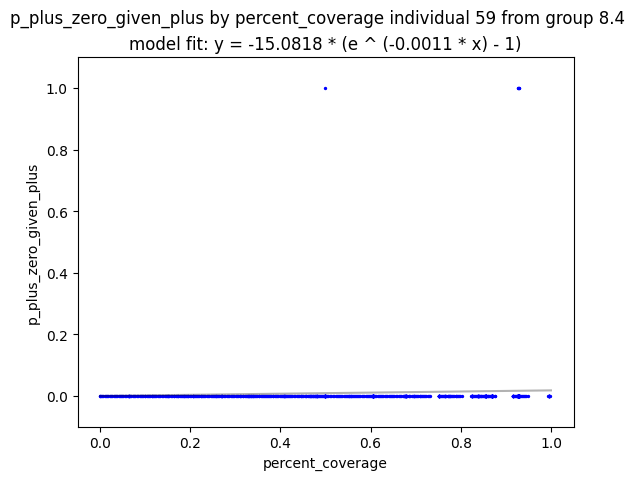 p_plus_zero_given_plus by percent_coverage individual 59 from group 8.4
model fit: y = -15.0818 * (e ^ (-0.0011 * x) - 1)
1.0
0.8
0.6
0.4
0.2
0.0
p_plus_zero_given_plus
0.0 0.2 0.4 0.6 0.8 1.0
percent_coverage